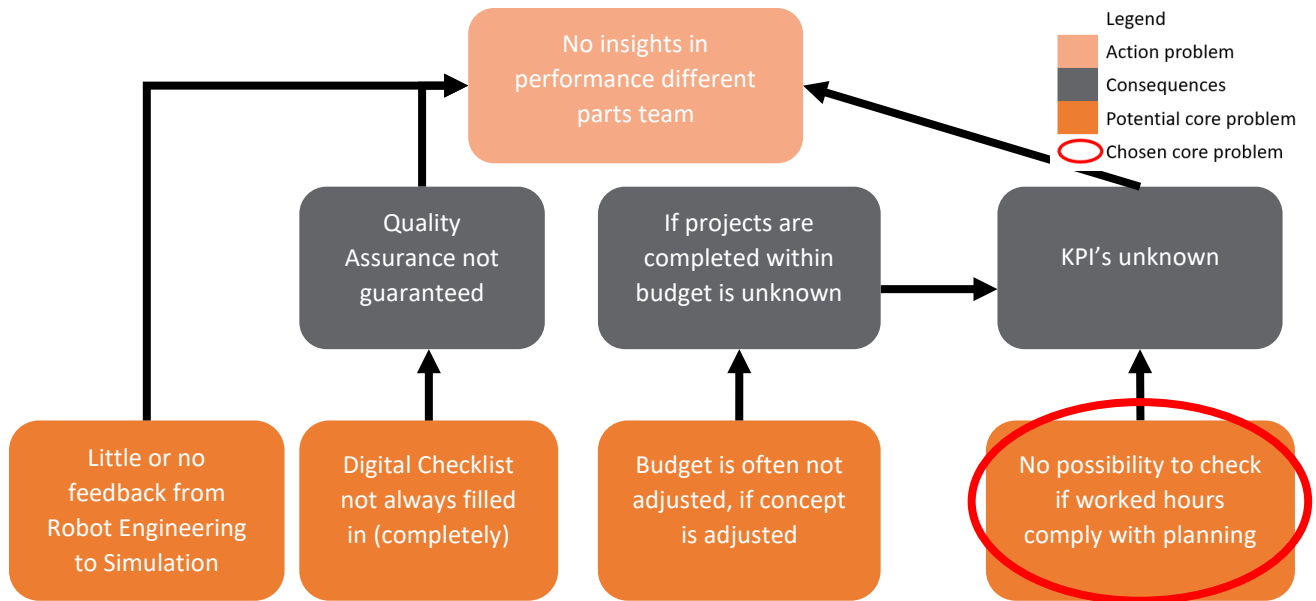 No insights in
performance different
parts team
Legend
Action problem
Consequences
Potential core problem
Chosen core problem
Quality
Assurance not
guaranteed
If projects are
completed within
budget is unknown
KPI's unknown
Little or no
feedback from
Robot Engineering
to Simulation
Digital Checklist
not always filled
in (completely)
Budget is often not
adjusted, if concept
is adjusted
No possibility to check
if worked hours
comply with planning